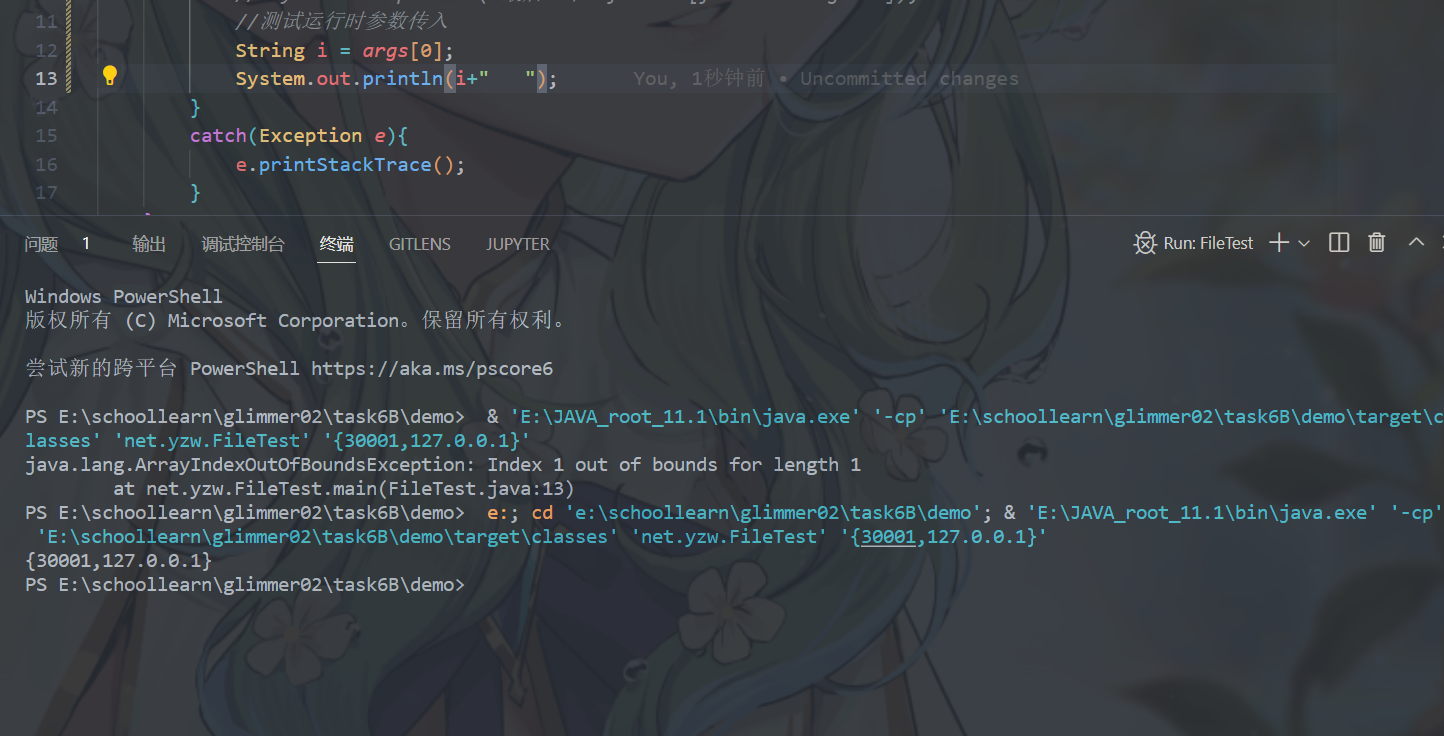 11 //测试运行时参数传入
12 String i = args[0];
13 System.out.println(i+"   "); You, 1秒钟前 • Uncommitted changes
14 }
15 catch(Exception e){
16 e.printStackTrace();
17 }
问题 1 输出 调试控制台 终端 GITLENS JUPYTER Run: FileTest
Windows PowerShell
版权所有 (C) Microsoft Corporation。保留所有权利。
尝试新的跨平台 PowerShell https://aka.ms/pscore6
PS E:\schoollearn\glimmer02\task6B\demo>  & 'E:\JAVA_root_11.1\bin\java.exe' '-cp' 'E:\schoollearn\glimmer02\task6B\demo\target\c
lasses' 'net.yzw.FileTest' '{30001,127.0.0.1}'
java.lang.ArrayIndexOutOfBoundsException: Index 1 out of bounds for length 1
at net.yzw.FileTest.main(FileTest.java:13)
PS E:\schoollearn\glimmer02\task6B\demo>  e:; cd 'e:\schoollearn\glimmer02\task6B\demo'; & 'E:\JAVA_root_11.1\bin\java.exe' '-cp'
'E:\schoollearn\glimmer02\task6B\demo\target\classes' 'net.yzw.FileTest' '{30001,127.0.0.1}'
{30001,127.0.0.1}
PS E:\schoollearn\glimmer02\task6B\demo>